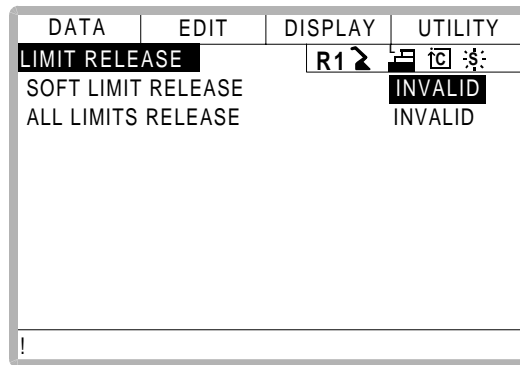 DATA EDIT DISPLAY UTILITY
LIMIT RELEASE R1 C S
SOFT LIMIT RELEASE INVALID
ALL LIMITS RELEASE INVALID
!